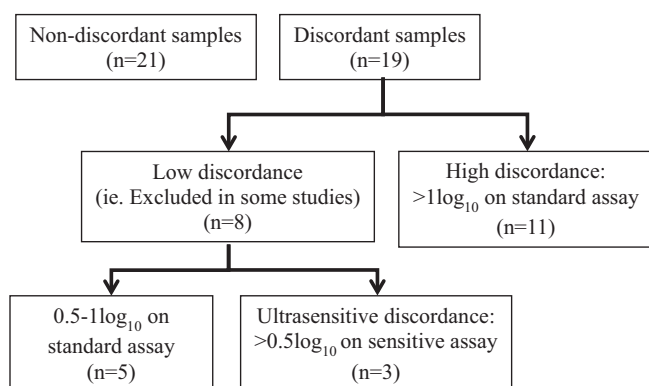 Non-discordant samples
(n=21)
Discordant samples
(n=19)
Low discordance
(ie. Excluded in some studies)
(n=8)
High discordance:
>1log₁₀ on standard assay
(n=11)
0.5-1log₁₀ on
standard assay
(n=5)
Ultrasensitive discordance:
>0.5log₁₀ on sensitive assay
(n=3)